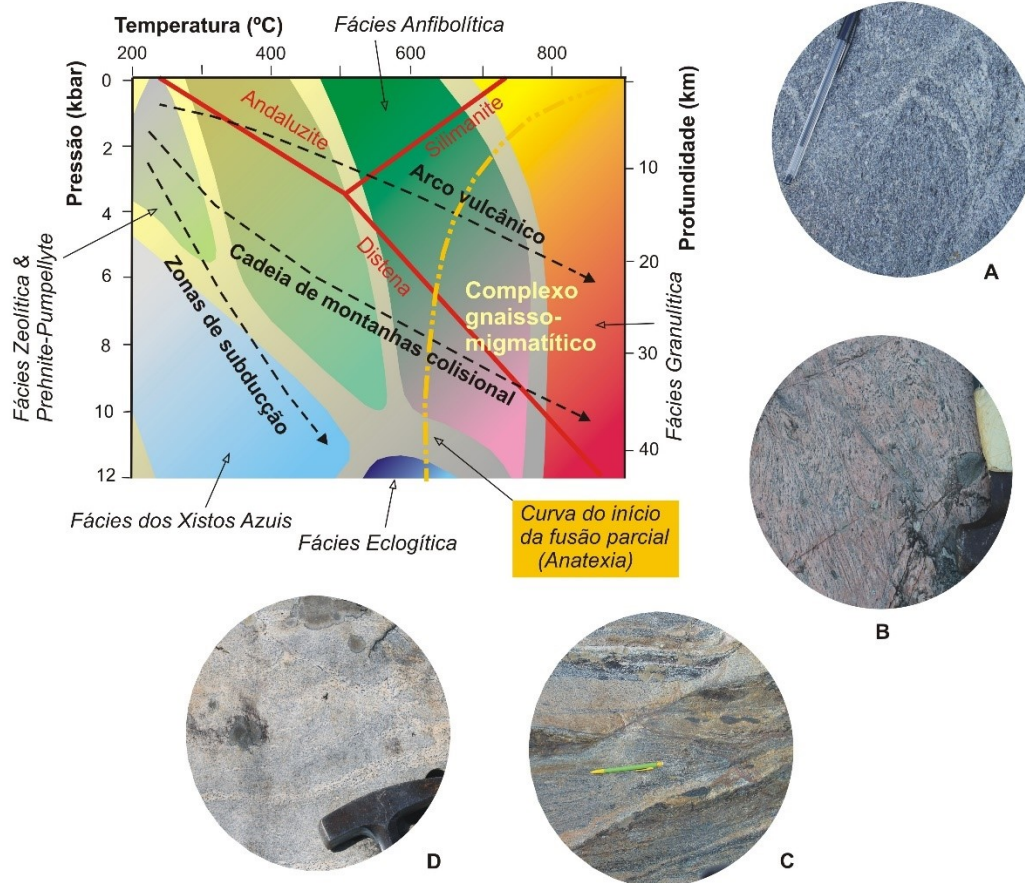 Temperatura (ºC)
Fácies Anfibolítica
200
400
600
800
Pressão (kbar)
0
2
4
6
8
10
12
Profundidade (km)
10
20
30
40
Andaluzite
Silimanite
Distena
Arco vulcânico
Cadeia de montanhas colisional
Zonas de subducção
Complexo
gnaisso-
migmatítico
Fácies Zeolítica &
Prehnite-Pumpellyte
Fácies Granulítica
Fácies dos Xistos Azuis
Fácies Eclogítica
Curva do início
da fusão parcial
(Anatexia)
A
B
D
C